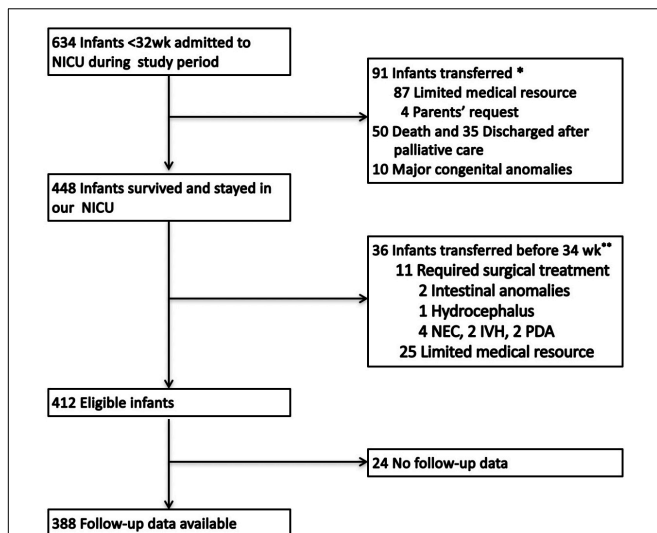 634 Infants <32wk admitted to
NICU during study period
91 Infants transferred *
87 Limited medical resource
4 Parents' request
50 Death and 35 Discharged after
palliative care
10 Major congenital anomalies
448 Infants survived and stayed in
our NICU
36 Infants transferred before 34 wk**
11 Required surgical treatment
2 Intestinal anomalies
1 Hydrocephalus
4 NEC, 2 IVH, 2 PDA
25 Limited medical resource
412 Eligible infants
24 No follow-up data
388 Follow-up data available